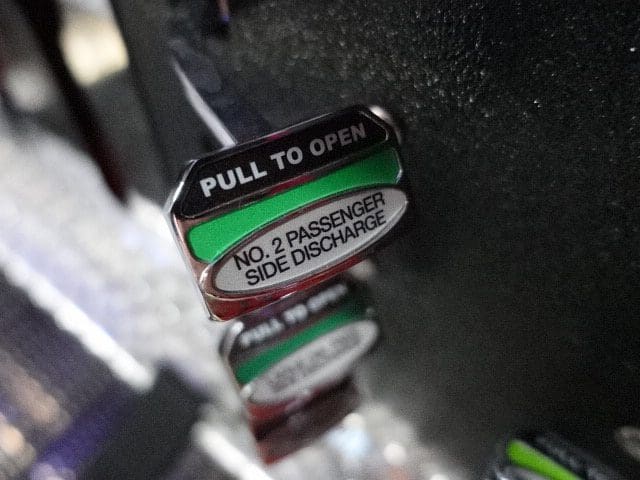 PULL TO OPEN
NO. 2 PASSENGER
SIDE DISCHARGE
PULL TO OPEN